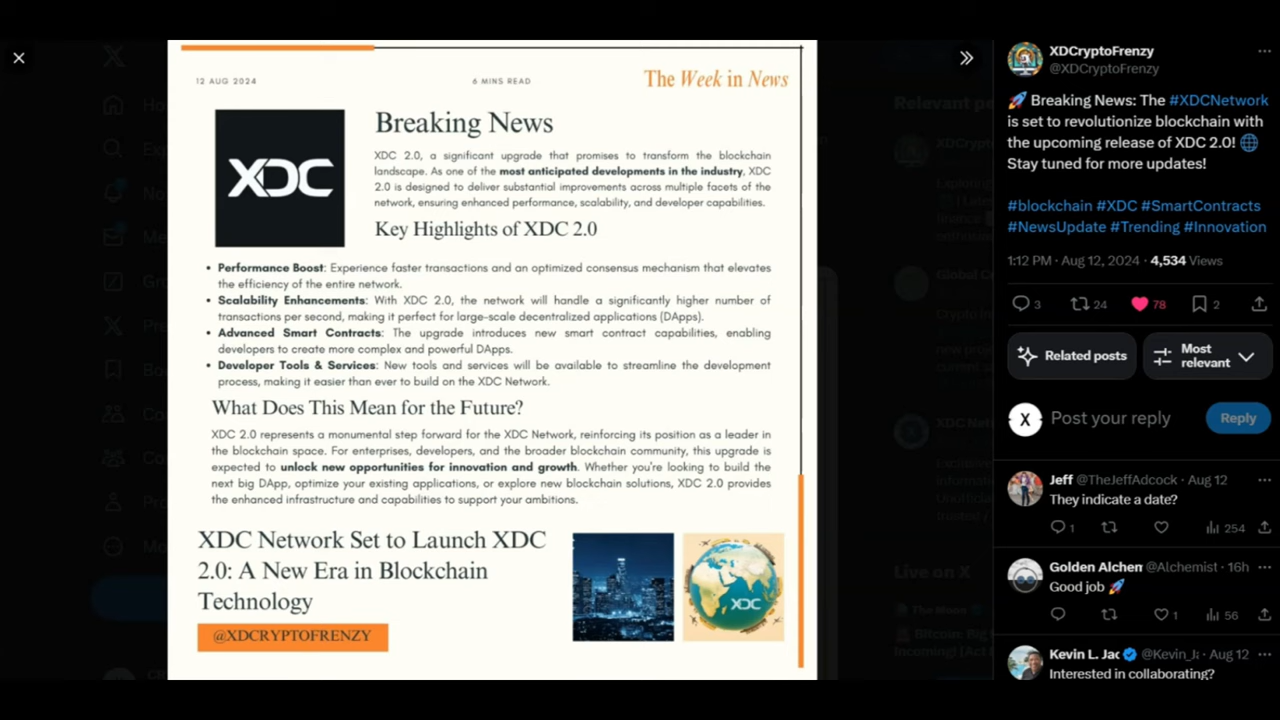 12 AUG 2024
6 MINS READ
The Week in News
XDC
Breaking News
XDC 2.0, a significant upgrade that promises to transform the blockchain
landscape. As one of the most anticipated developments in the industry, XDC
2.0 is designed to deliver substantial improvements across multiple facets of the
network, ensuring enhanced performance, scalability, and developer capabilities.
Key Highlights of XDC 2.0
• Performance Boost: Experience faster transactions and an optimized consensus mechanism that elevates
the efficiency of the entire network.
• Scalability Enhancements: With XDC 2.0, the network will handle a significantly higher number of
transactions per second, making it perfect for large-scale decentralized applications (DApps).
• Advanced Smart Contracts: The upgrade introduces new smart contract capabilities, enabling
developers to create more complex and powerful DApps.
• Developer Tools & Services: New tools and services will be available to streamline the development
process, making it easier than ever to build on the XDC Network.
What Does This Mean for the Future?
XDC 2.0 represents a monumental step forward for the XDC Network, reinforcing its position as a leader in
the blockchain space. For enterprises, developers, and the broader blockchain community, this upgrade is
expected to unlock new opportunities for innovation and growth. Whether you're looking to build the
next big DApp, optimize your existing applications, or explore new blockchain solutions, XDC 2.0 provides
the enhanced infrastructure and capabilities to support your ambitions.
XDC Network Set to Launch XDC
2.0: A New Era in Blockchain
Technology
@XDCRYPTOFRENZY
XDC
XDCryptoFrenzy
@XDCryptoFrenzy
🚀 Breaking News: The #XDCNetwork
is set to revolutionize blockchain with
the upcoming release of XDC 2.0! 🌐
Stay tuned for more updates!
#blockchain #XDC #SmartContracts
#NewsUpdate #Trending #Innovation
1:12 PM · Aug 12, 2024 · 4,534 Views
3 24 78 2
Related posts
Most
relevant
X
Post your reply
Reply
Jeff @TheJeffAdcock · Aug 12
They indicate a date?
1 254
Golden Alchem @Alchemist · 16h
Good job 🚀
1 56
Kevin L. Jac @Kevin_Ja · Aug 12
Interested in collaborating?
Relevant
Live on X